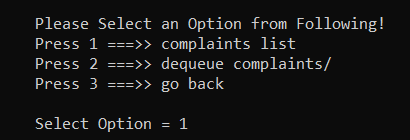 Please Select an Option from Following!
Press 1 ===>> complaints list
Press 2 ===>> dequeue complaints/
Press 3 ===>> go back
Select Option = 1